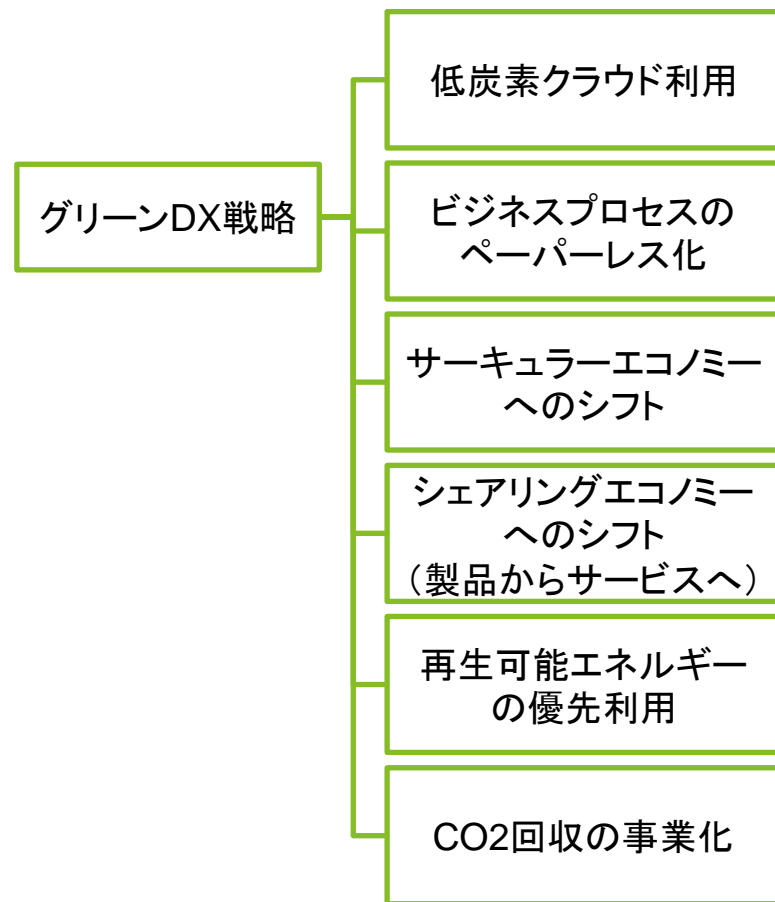 グリーンDX戦略
低炭素クラウド利用
ビジネスプロセスの
ペーパーレス化
サーキュラーエコノミー
へのシフト
シェアリングエコノミー
へのシフト
（製品からサービスへ）
再生可能エネルギー
の優先利用
CO2回収の事業化